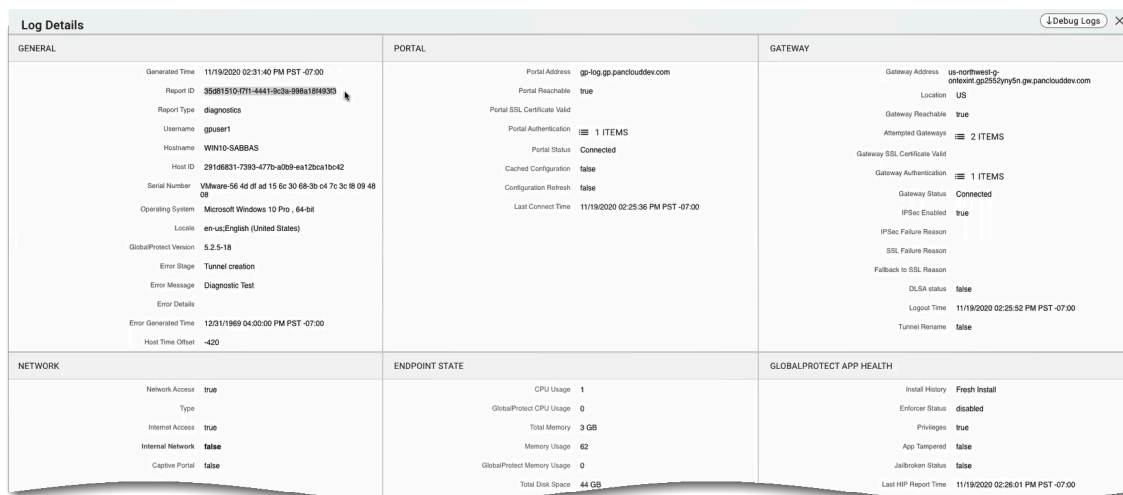 Log Details
↓Debug Logs
GENERAL
Generated Time 11/19/2020 02:31:40 PM PST -07:00
Report ID 35d81510-f7f1-4441-9c3a-998a18f493f3
Report Type diagnostics
Username gpuser1
Hostname WIN10-SABBAS
Host ID 291d6831-7393-477b-a0b9-ea12bca1bc42
Serial Number VMware-56 4d df ad 15 6c 30 68-3b c4 7c 3c f8 09 48
08
Operating System Microsoft Windows 10 Pro , 64-bit
Locale en-us;English (United States)
GlobalProtect Version 5.2.5-18
Error Stage Tunnel creation
Error Message Diagnostic Test
Error Details
Error Generated Time 12/31/1969 04:00:00 PM PST -07:00
Host Time Offset -420
PORTAL
Portal Address gp-log.gp.panclouddev.com
Portal Reachable true
Portal SSL Certificate Valid
Portal Authentication 1 ITEMS
Portal Status Connected
Cached Configuration false
Configuration Refresh false
Last Connect Time 11/19/2020 02:25:36 PM PST -07:00
GATEWAY
Gateway Address us-northwest-g-
ontexint.gp2552yny5n.gw.panclouddev.com
Location US
Gateway Reachable true
Attempted Gateways 2 ITEMS
Gateway SSL Certificate Valid
Gateway Authentication 1 ITEMS
Gateway Status Connected
IPSec Enabled true
IPSec Failure Reason
SSL Failure Reason
Fallback to SSL Reason
DLSA status false
Logout Time 11/19/2020 02:25:52 PM PST -07:00
Tunnel Rename false
NETWORK
Network Access true
Type
Internet Access true
Internal Network false
Captive Portal false
ENDPOINT STATE
CPU Usage 1
GlobalProtect CPU Usage 0
Total Memory 3 GB
Memory Usage 62
GlobalProtect Memory Usage 0
Total Disk Space 44 GB
GLOBALPROTECT APP HEALTH
Install History Fresh Install
Enforcer Status disabled
Privileges true
App Tampered false
Jailbroken Status false
Last HIP Report Time 11/19/2020 02:26:01 PM PST -07:00